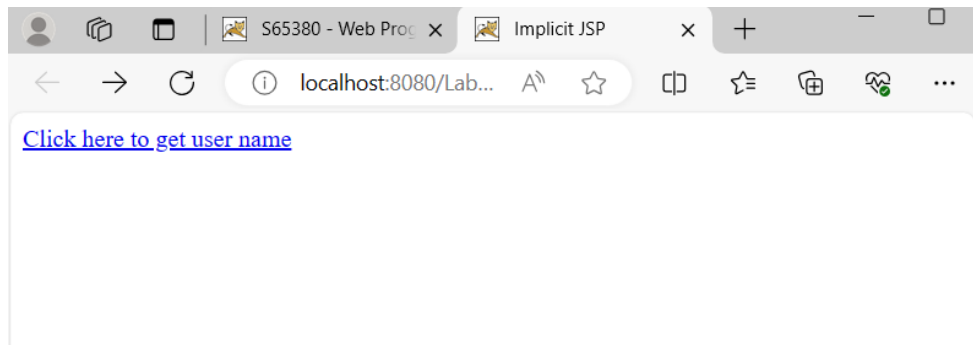 S65380 - Web Prog
Implicit JSP
localhost:8080/Lab...
Click here to get user name